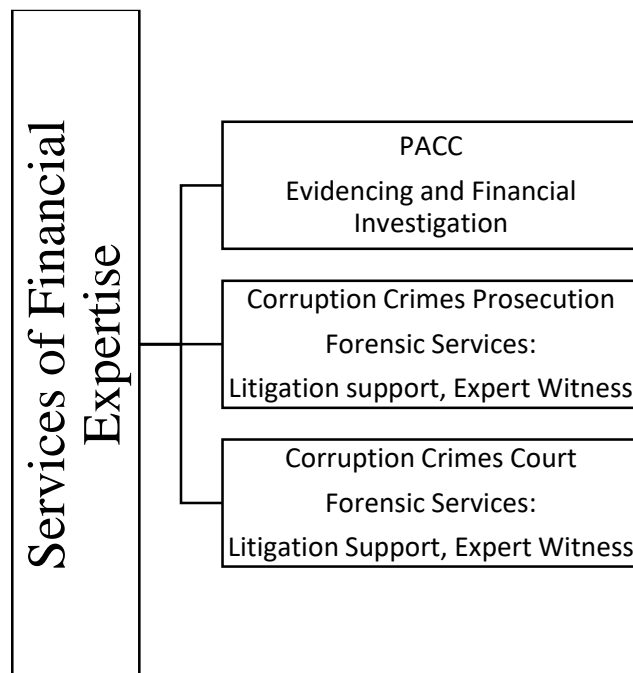 Services of Financial
Expertise
PACC
Evidencing and Financial
Investigation
Corruption Crimes Prosecution
Forensic Services:
Litigation support, Expert Witness
Corruption Crimes Court
Forensic Services:
Litigation Support, Expert Witness